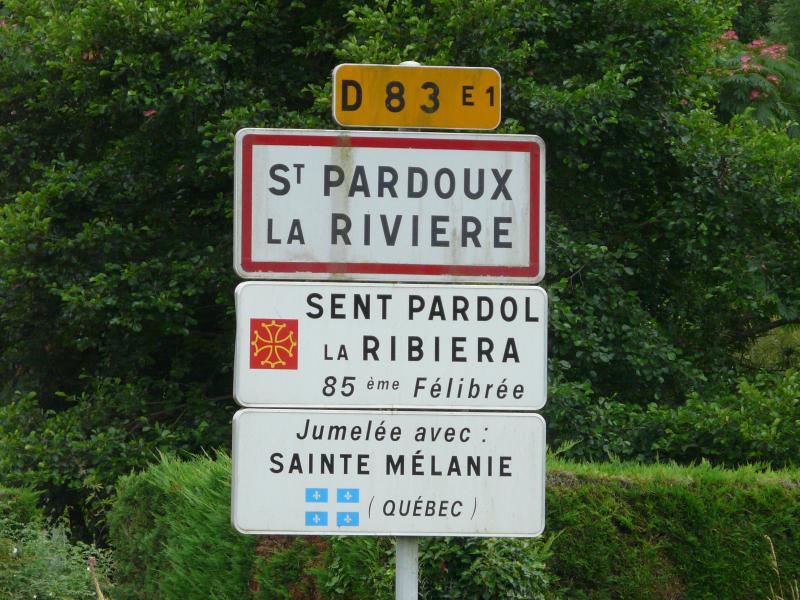 D 83 E1
ST PARDOUX
LA RIVIERE
SENT PARDOL
LA RIBIERA
85 ème Félibrée
Jumelée avec :
SAINTE MÉLANIE
( QUÉBEC )